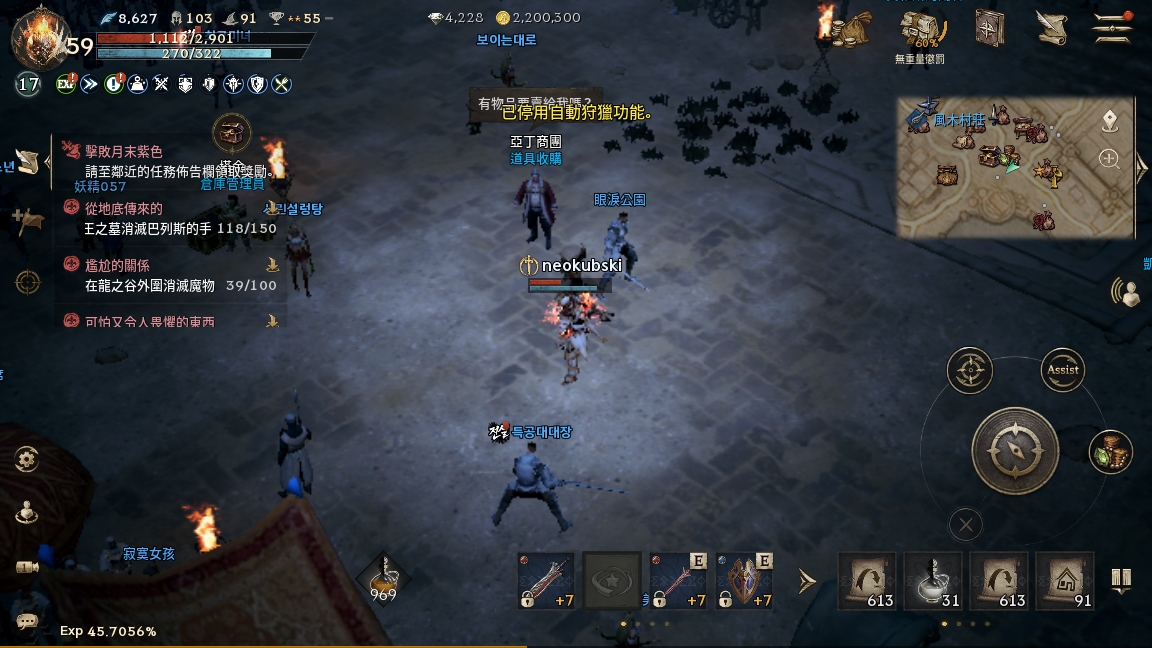 8,627 103 91 55
4,228 2,200,300
59
1,112/2,901
270/322
보이는대로
60%
無重量懲罰
17
EXP
有物品要賣給我嗎?
已停用自動狩獵功能。
風木村莊
擊敗月末紫色
請至鄰近的任務佈告欄領取獎勵。
妖精057
倉庫管理員
亞丁商團
道具收購
眼淚公園
從地底傳來的
王之墓消滅巴列斯的手 118/150
尷尬的關係
在龍之谷外圍消滅魔物 39/100
可怕又令人畏懼的東西
neokubski
Assist
전설 특공대대장
寂寞女孩
969
+7
E
+7
E
+7
613
31
613
91
Exp 45.7056%